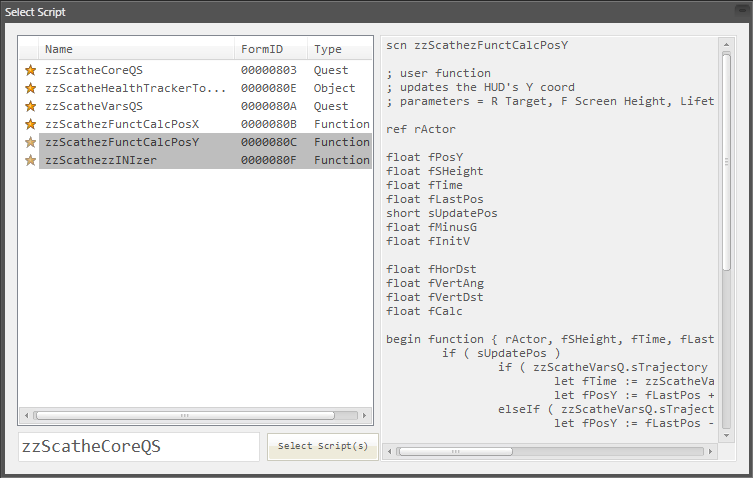 Select Script
Name FormID Type
zzScatheCoreQS 00000803 Quest
zzScatheHealthTrackerTo... 0000080E Object
zzScatheVarsQS 0000080A Quest
zzScathezFunctCalcPosX 0000080B Function
zzScathezFunctCalcPosY 0000080C Function
zzScathezzINIzer 0000080F Function
zzScatheCoreQS
Select Script(s)
scn zzScathezFunctCalcPosY
; user function
; updates the HUD's Y coord
; parameters = R Target, F Screen Height, Lifet
ref rActor
float fPosY
float fSHeight
float fTime
float fLastPos
short sUpdatePos
float fMinusG
float fInitV
float fHorDst
float fVertAng
float fVertDst
float fCalc
begin function { rActor, fSHeight, fTime, fLast
if ( sUpdatePos )
if ( zzScatheVarsQ.sTrajectory
let fTime := zzScatheVa
let fPosY := fLastPos +
elseIf ( zzScatheVarsQ.sTraject
let fPosY := fLastPos -